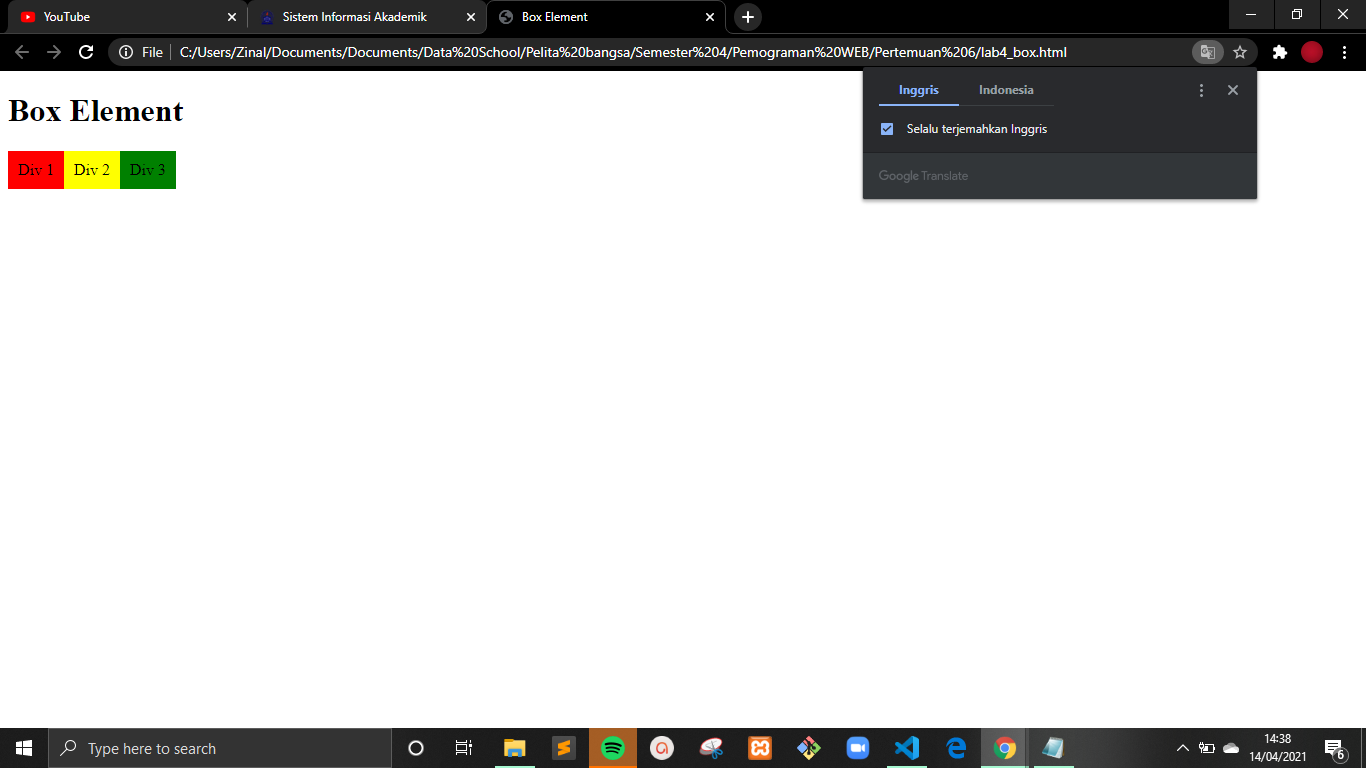 YouTube
Sistem Informasi Akademik
Box Element
File
C:/Users/Zinal/Documents/Documents/Data%20School/Pelita%20bangsa/Semester%204/Pemograman%20WEB/Pertemuan%206/lab4_box.html
Inggris Indonesia
Selalu terjemahkan Inggris
Google Translate
Box Element
Div 1 Div 2 Div 3
Type here to search
14:38
14/04/2021
6